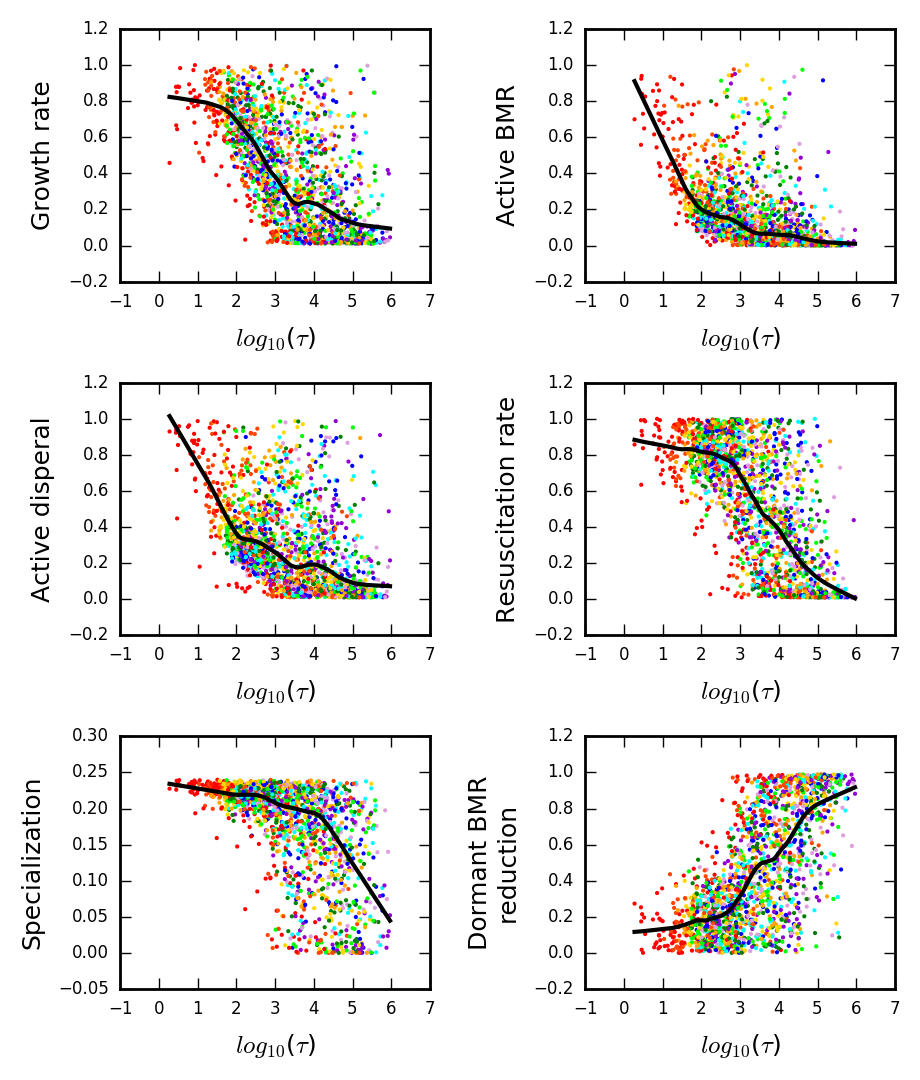 1.2
1.0
0.8
0.6
0.4
0.2
0.0
−0.2
Growth rate
−1 0 1 2 3 4 5 6 7
log10(τ)
1.2
1.0
0.8
0.6
0.4
0.2
0.0
−0.2
Active BMR
−1 0 1 2 3 4 5 6 7
log10(τ)
1.2
1.0
0.8
0.6
0.4
0.2
0.0
−0.2
Active disperal
−1 0 1 2 3 4 5 6 7
log10(τ)
1.2
1.0
0.8
0.6
0.4
0.2
0.0
−0.2
Resuscitation rate
−1 0 1 2 3 4 5 6 7
log10(τ)
0.30
0.25
0.20
0.15
0.10
0.05
0.00
−0.05
Specialization
−1 0 1 2 3 4 5 6 7
log10(τ)
1.2
1.0
0.8
0.6
0.4
0.2
0.0
−0.2
Dormant BMR
reduction
−1 0 1 2 3 4 5 6 7
log10(τ)